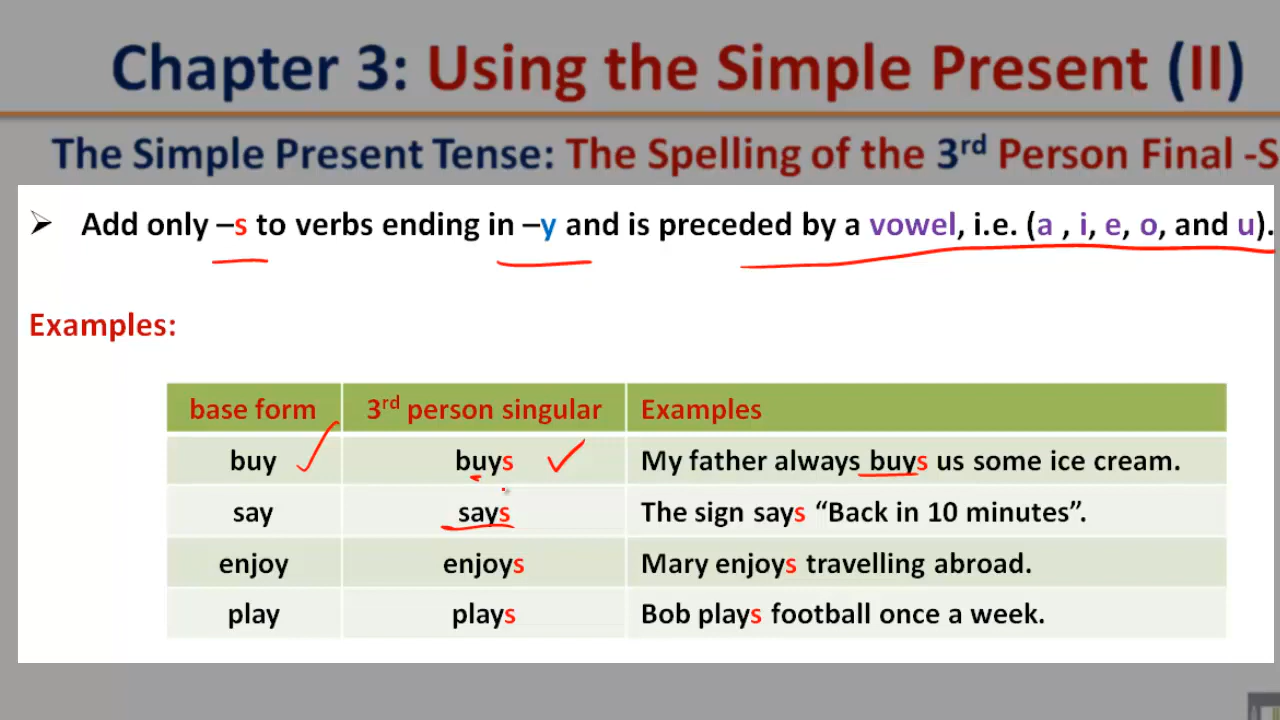 Chapter 3: Using the Simple Present (II)
The Simple Present Tense: The Spelling of the 3rd Person Final -S
➢ Add only –s to verbs ending in –y and is preceded by a vowel, i.e. (a , i, e, o, and u).
Examples:
base form 3rd person singular Examples
buy buys My father always buys us some ice cream.
say says The sign says “Back in 10 minutes”.
enjoy enjoys Mary enjoys travelling abroad.
play plays Bob plays football once a week.